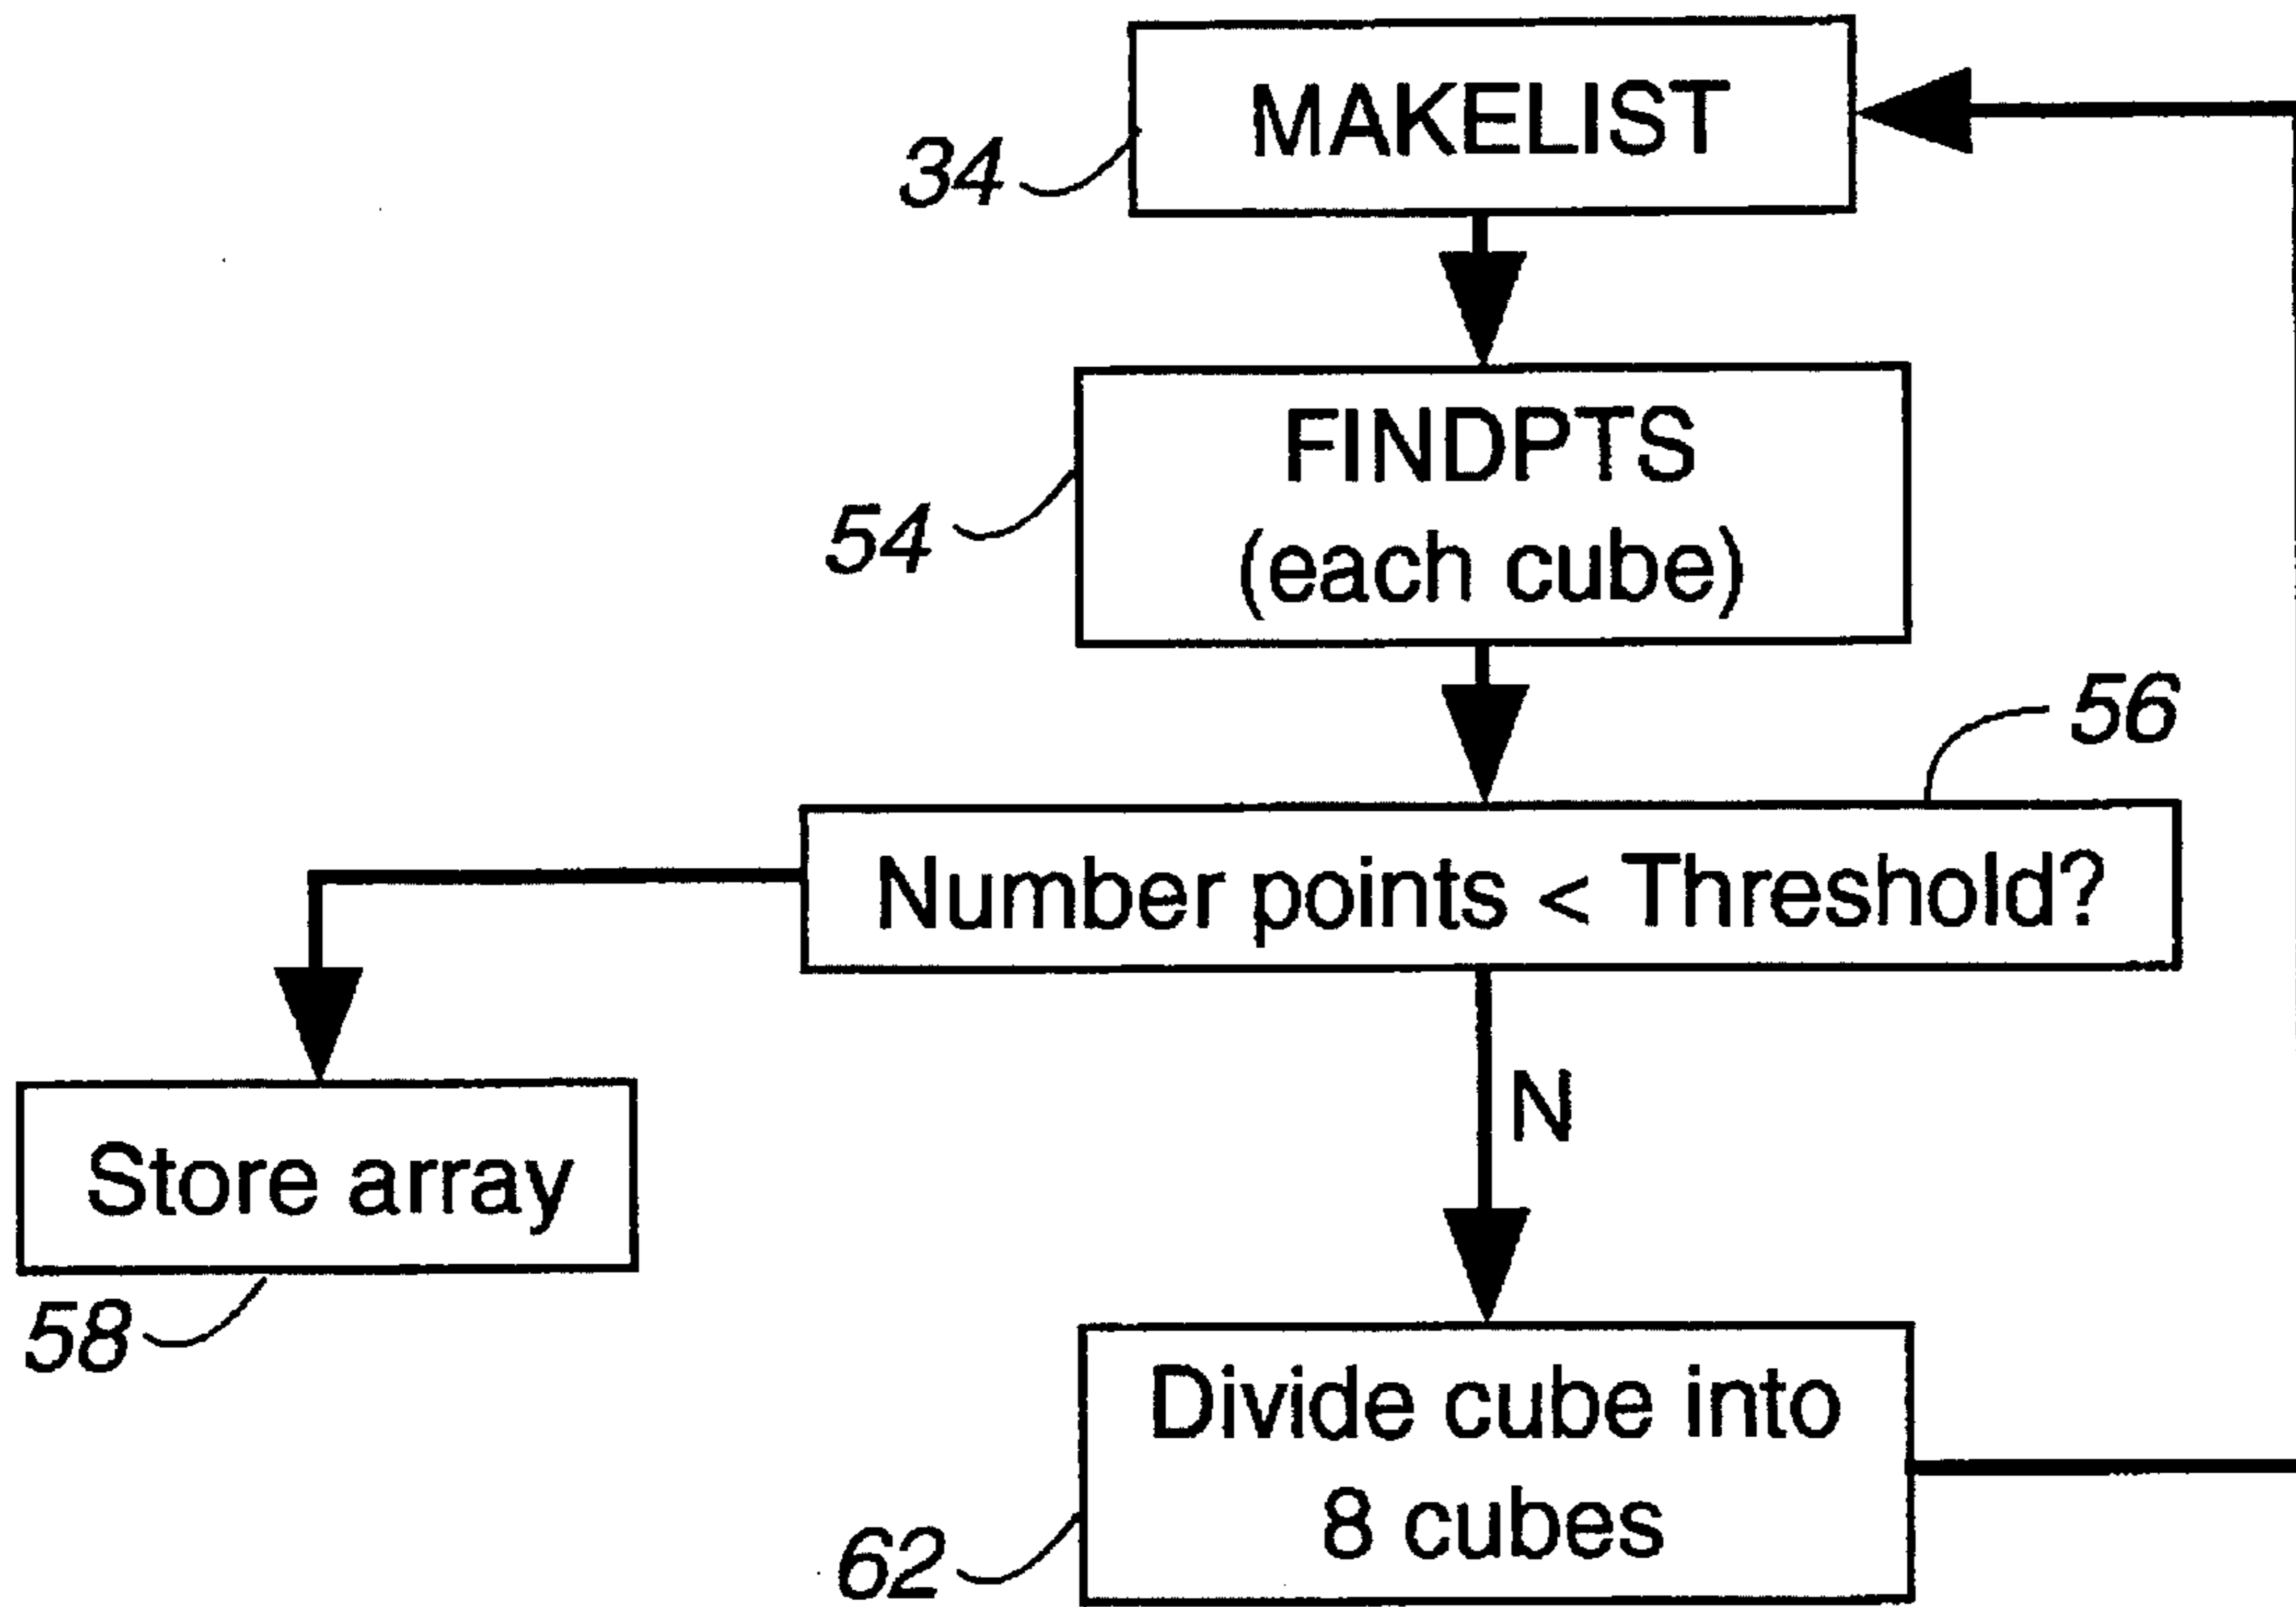 MAKELIST
34
FINDPTS
(each cube)
54
56
Number points < Threshold?
N
Store array
58
Divide cube into
8 cubes
62